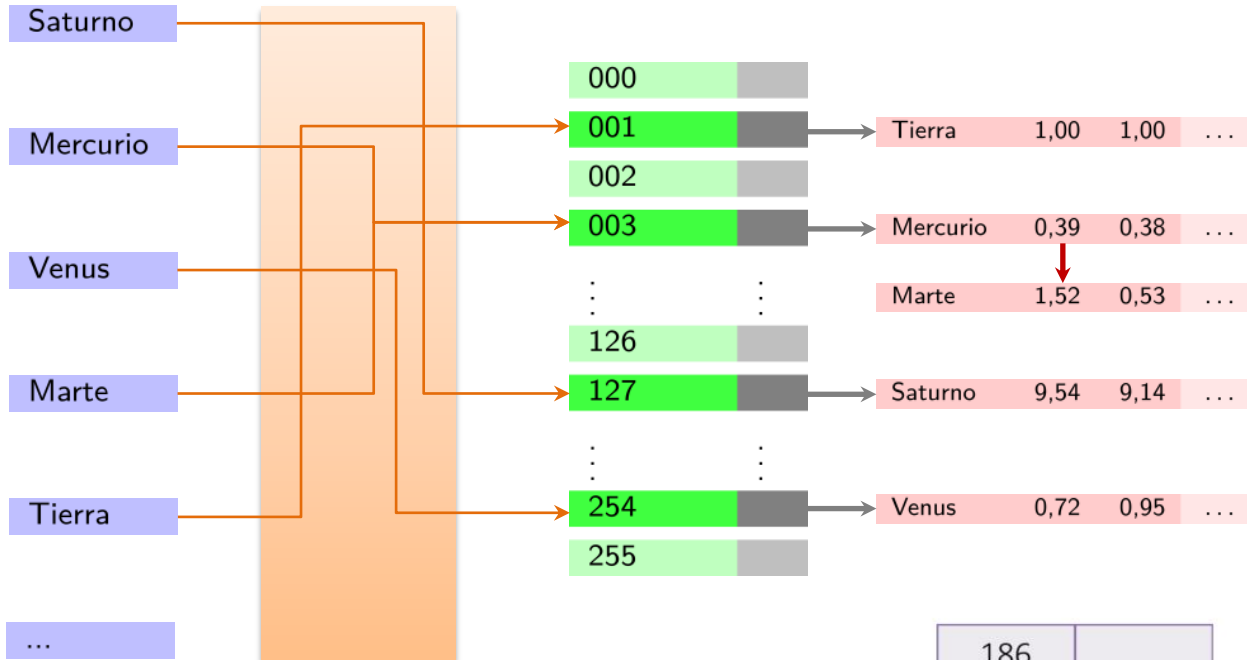 Saturno
Mercurio
Venus
Marte
Tierra
...
000
001
002
003
⋮ ⋮
126
127
⋮ ⋮
254
255
Tierra 1,00 1,00 ...
Mercurio 0,39 0,38 ...
Marte 1,52 0,53 ...
Saturno 9,54 9,14 ...
Venus 0,72 0,95 ...
186